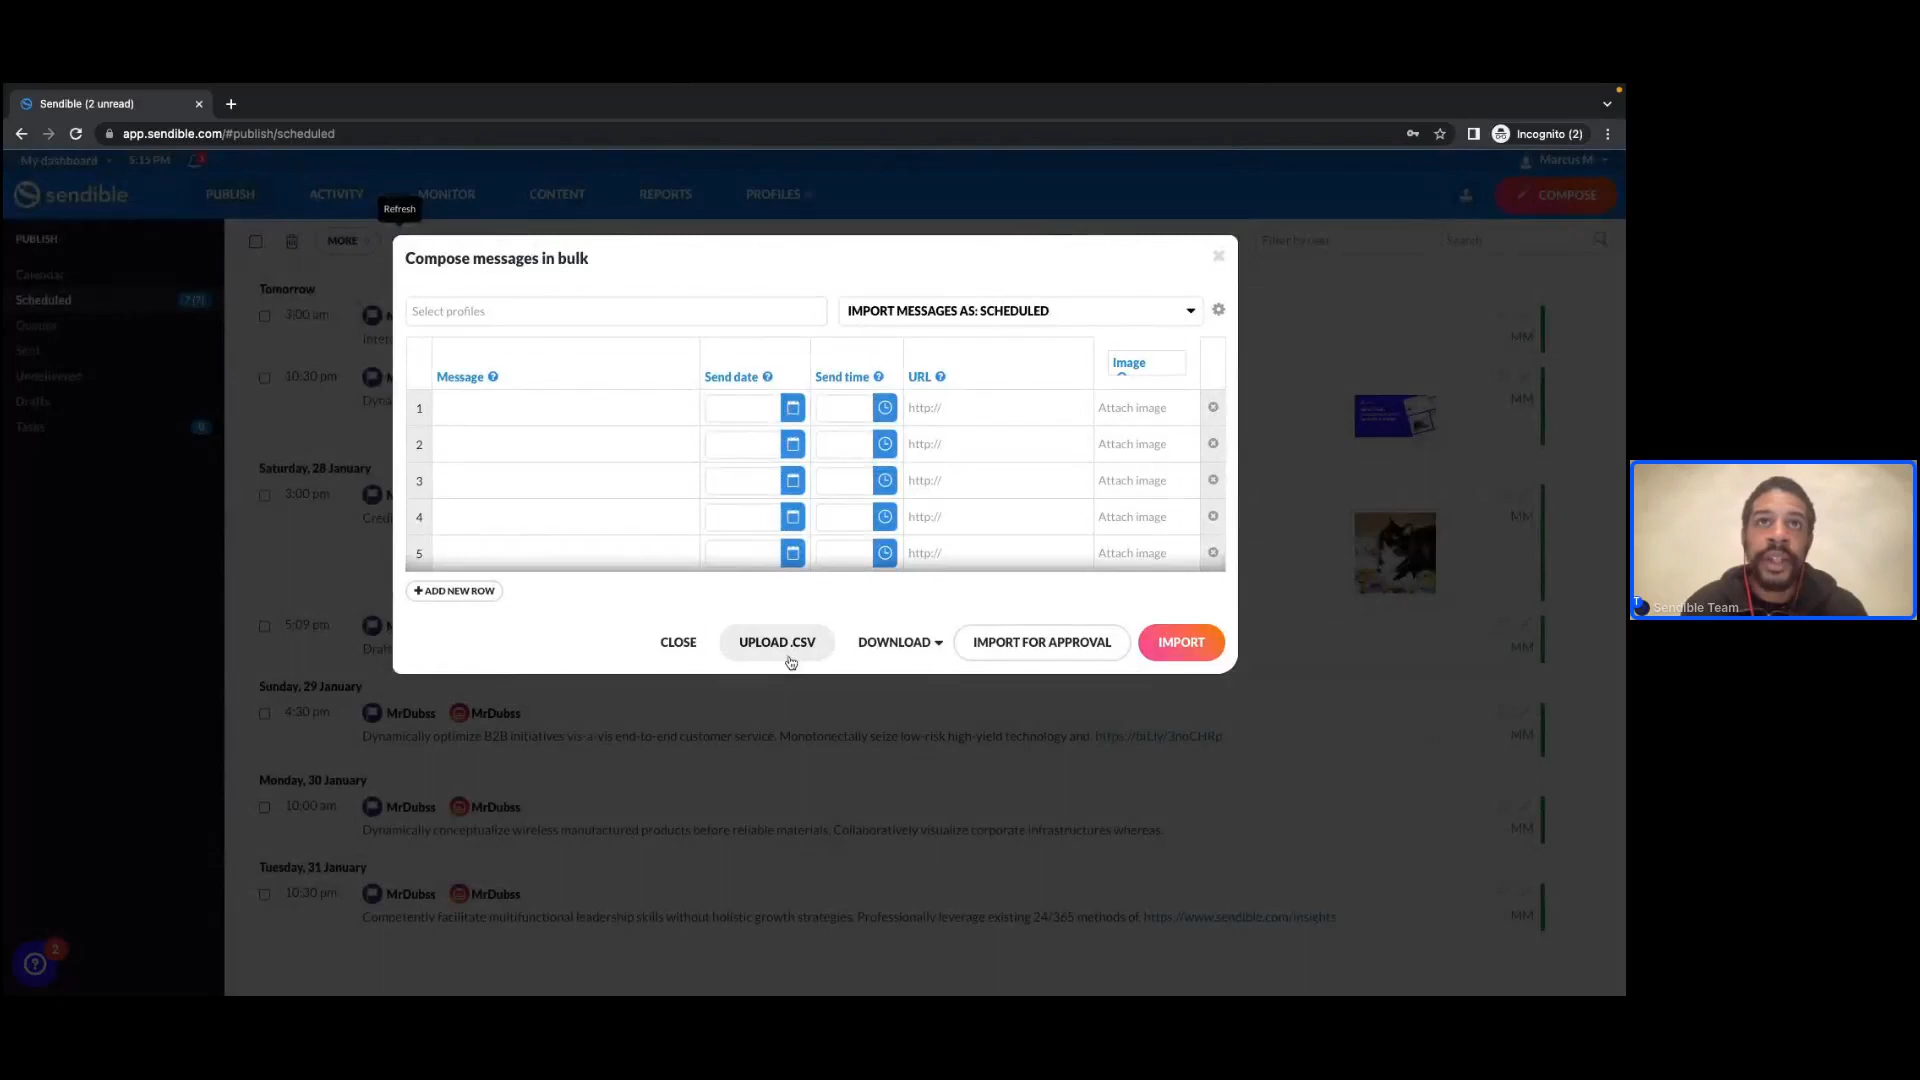 Sendible (2 unread)
app.sendible.com/#publish/scheduled
Incognito (2)
My dashboard
5:15 PM
Marcus M
sendible
PUBLISH
ACTIVITY
MONITOR
CONTENT
REPORTS
PROFILES
COMPOSE
Refresh
PUBLISH
MORE
Filter by user
Search
Calendar
Scheduled
7 (7)
Queues
Sent
Undelivered
Drafts
Tasks
6
Compose messages in bulk
Select profiles
IMPORT MESSAGES AS: SCHEDULED
Message
Send date
Send time
URL
Image
1
http://
Attach image
2
http://
Attach image
3
http://
Attach image
4
http://
Attach image
5
http://
Attach image
+ ADD NEW ROW
CLOSE
UPLOAD .CSV
DOWNLOAD
IMPORT FOR APPROVAL
IMPORT
Tomorrow
3:00 am
MM
10:30 pm
MM
Saturday, 28 January
3:00 pm
MM
5:09 pm
MM
Sunday, 29 January
4:30 pm
MrDubss
MrDubss
Dynamically optimize B2B initiatives vis-a-vis end-to-end customer service. Monotonectally seize low-risk high-yield technology and
MM
Monday, 30 January
10:00 am
MrDubss
MrDubss
Dynamically conceptualize wireless manufactured products before reliable materials. Collaboratively visualize corporate infrastructures whereas.
MM
Tuesday, 31 January
10:30 pm
MrDubss
MrDubss
Competently facilitate multifunctional leadership skills without holistic growth strategies. Professionally leverage existing 24/365 methods of https://www.sendible.com/insights
MM
2
Sendible Team